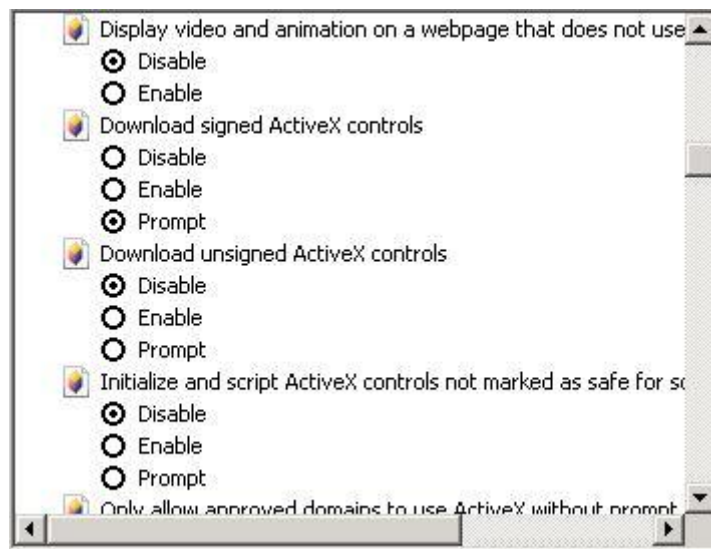 Display video and animation on a webpage that does not use
Disable
Enable
Download signed ActiveX controls
Disable
Enable
Prompt
Download unsigned ActiveX controls
Disable
Enable
Prompt
Initialize and script ActiveX controls not marked as safe for
Disable
Enable
Prompt
Only allow approved domains to use ActiveX without prompt